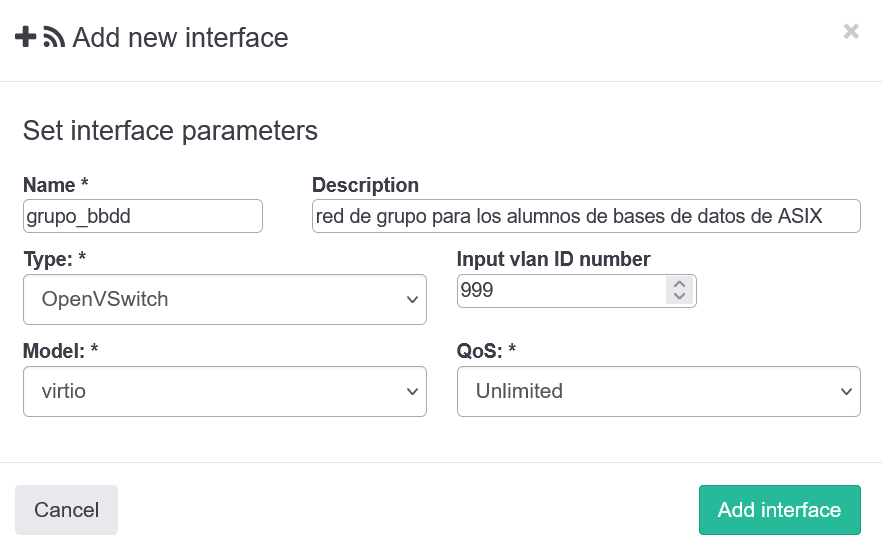 Add new interface
Set interface parameters
Name * Description
grupo_bbdd red de grupo para los alumnos de bases de datos de ASIX
Type: * Input vlan ID number
OpenVSwitch 999
Model: * QoS: *
virtio Unlimited
Cancel Add interface